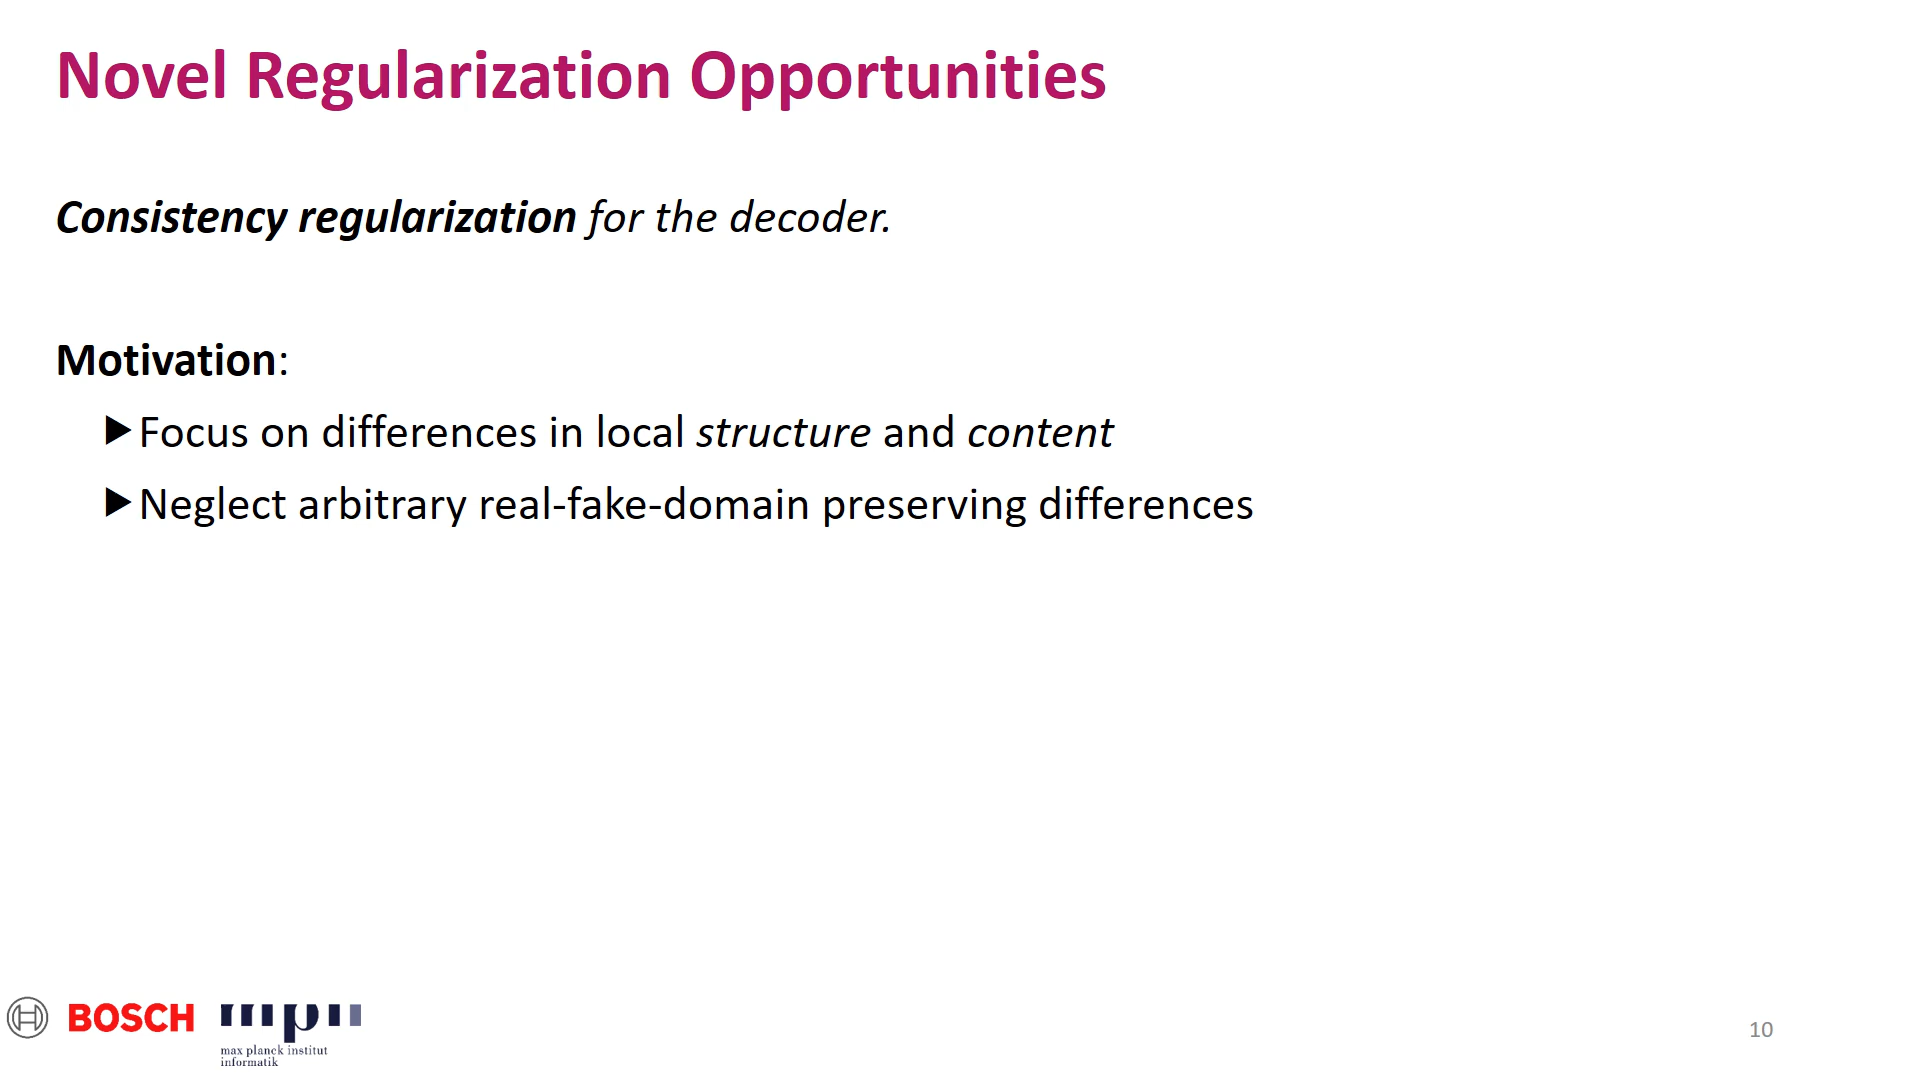 Novel Regularization Opportunities
Consistency regularization for the decoder.
Motivation:
Focus on differences in local structure and content
Neglect arbitrary real-fake-domain preserving differences
BOSCH
max planck institut
informatik
10